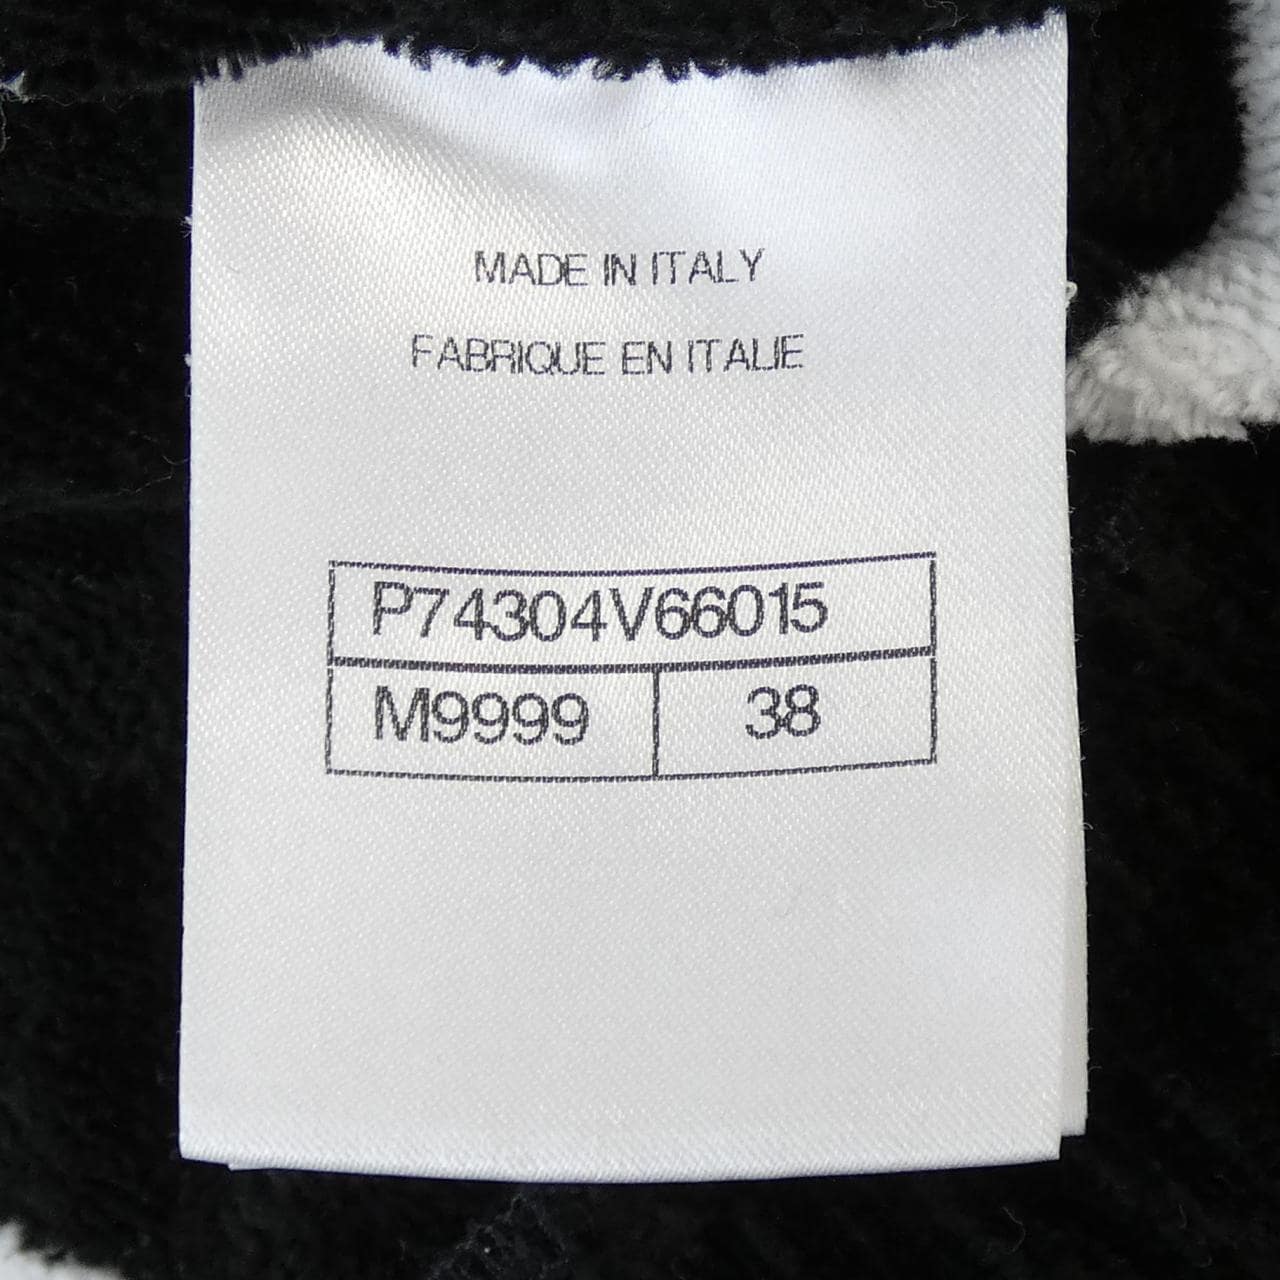 MADE IN ITALY
FABRIQUE EN ITALIE
P74304V66015
M9999 38